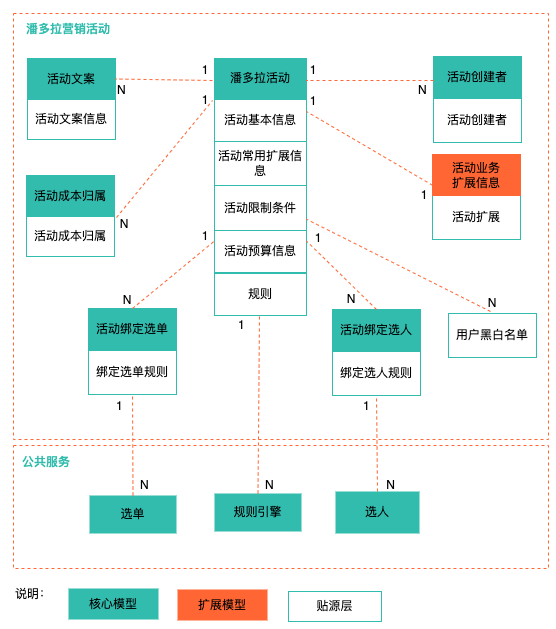 潘多拉营销活动
活动文案
活动文案信息
1
N
潘多拉活动
活动基本信息
活动常用扩展信
息
活动限制条件
活动预算信息
规则
1
N
活动创建者
活动创建者
1
N
活动成本归属
活动成本归属
1
1
活动业务
扩展信息
活动扩展
1
N
1
N
活动绑定选单
绑定选单规则
1
1
N
活动绑定选人
绑定选人规则
1
N
用户黑白名单
1
公共服务
N
选单
N
规则引擎
N
选人
说明：
核心模型
扩展模型
贴源层